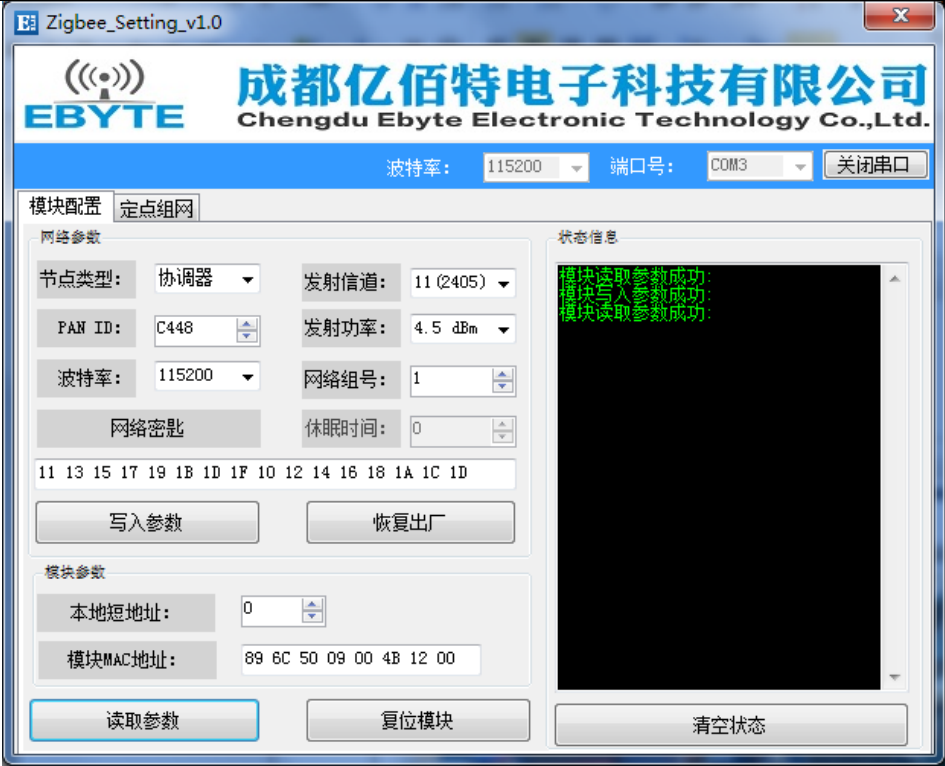 Zigbee_Setting_v1.0
EBYTE
成都亿佰特电子科技有限公司
Chengdu Ebyte Electronic Technology Co.,Ltd.
波特率: 115200 端口号: COM3 关闭串口
模块配置 定点组网
网络参数
节点类型: 协调器 发射信道: 11(2405)
PAN ID: C448 发射功率: 4.5 dBm
波特率: 115200 网络组号: 1
网络密匙 休眠时间: 0
11 13 15 17 19 1B 1D 1F 10 12 14 16 18 1A 1C 1D
写入参数 恢复出厂
模块参数
本地短地址: 0
模块MAC地址: 89 6C 50 09 00 4B 12 00
读取参数 复位模块
状态信息
模块读取参数成功:
模块写入参数成功:
模块读取参数成功:
清空状态